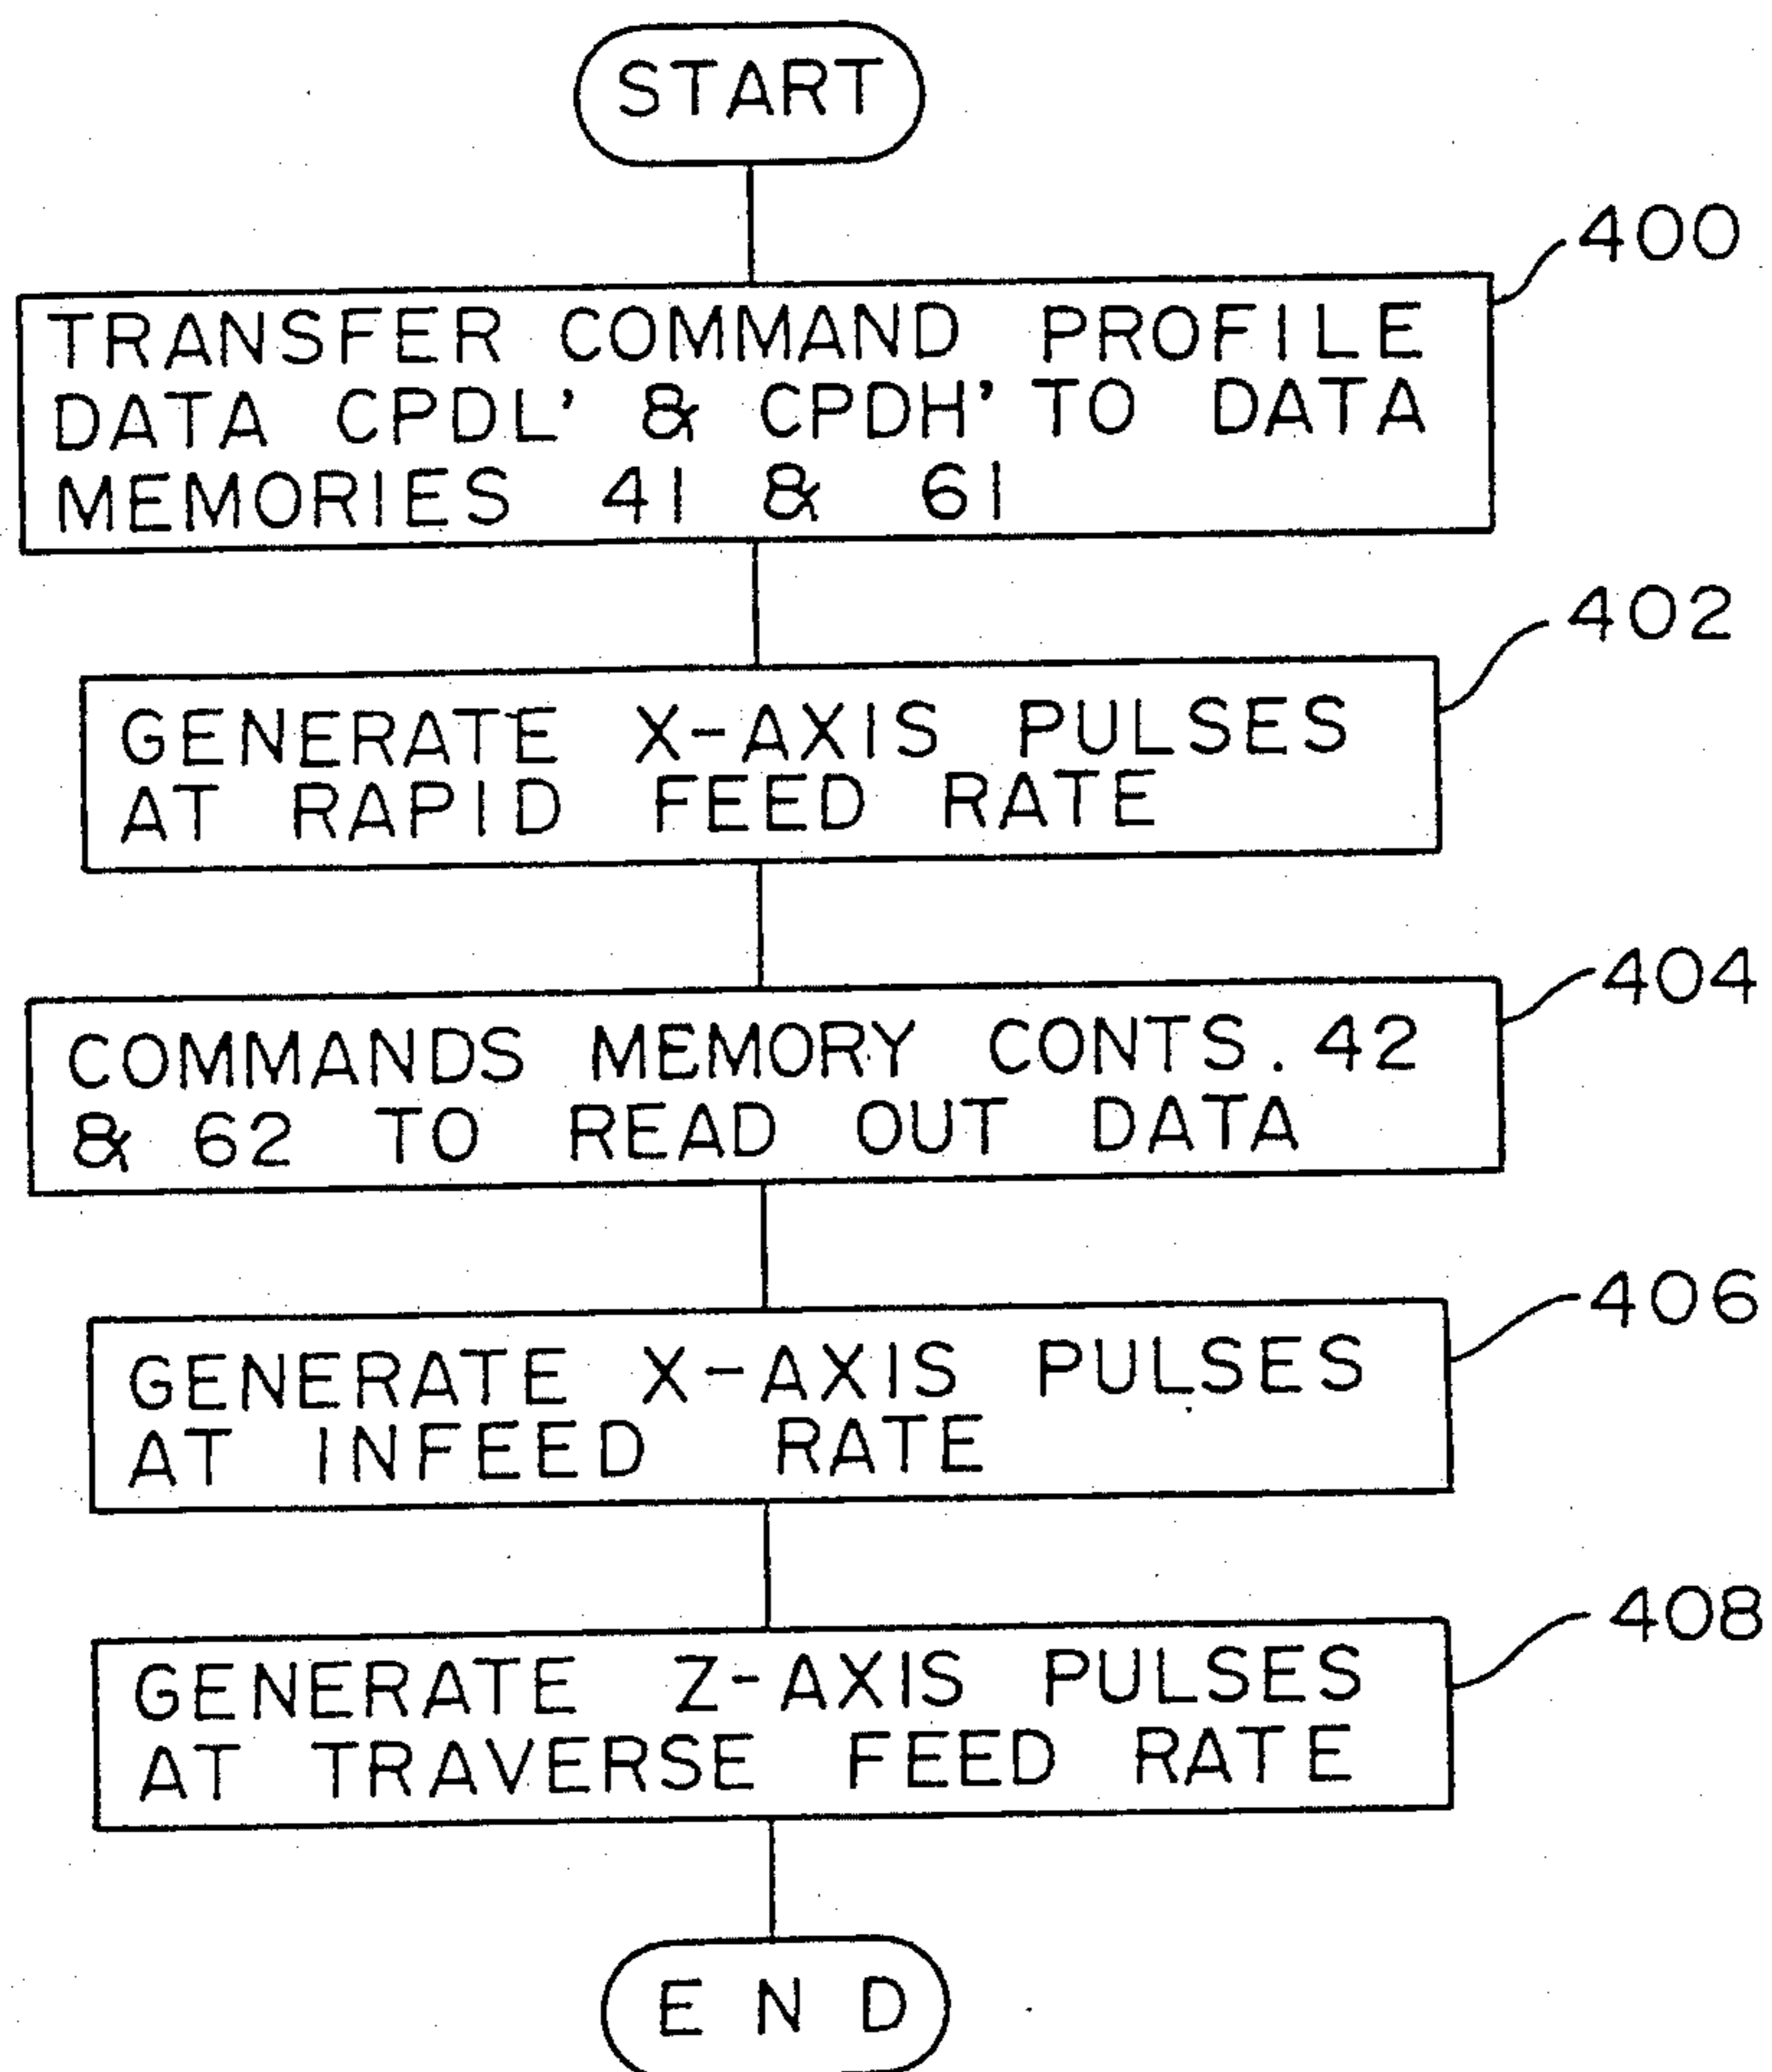 START
400
TRANSFER COMMAND PROFILE
DATA CPDL' & CPDH' TO DATA
MEMORIES 41 & 61
402
GENERATE X-AXIS PULSES
AT RAPID FEED RATE
404
COMMANDS MEMORY CONTS. 42
& 62 TO READ OUT DATA
406
GENERATE X-AXIS PULSES
AT INFEED RATE
408
GENERATE Z-AXIS PULSES
AT TRAVERSE FEED RATE
END